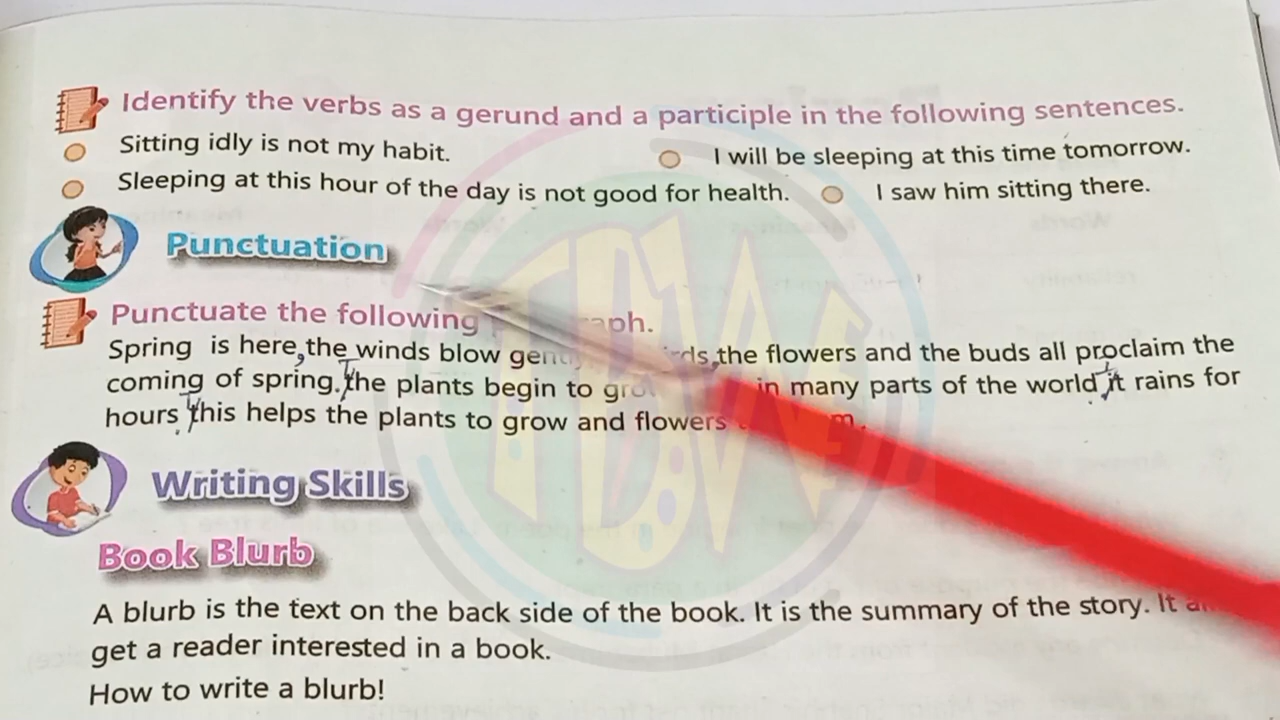 Identify the verbs as a gerund and a participle in the following sentences.
Sitting idly is not my habit. I will be sleeping at this time tomorrow.
Sleeping at this hour of the day is not good for health. I saw him sitting there.
Punctuation
Punctuate the following
Spring is here, the winds blow the flowers and the buds all proclaim the
coming of spring. The plants begin to in many parts of the world. It rains for
hours. This helps the plants to grow and flowers
Writing Skills
Book Blurb
A blurb is the text on the back side of the book. It is the summary of the story. It
get a reader interested in a book.
How to write a blurb!